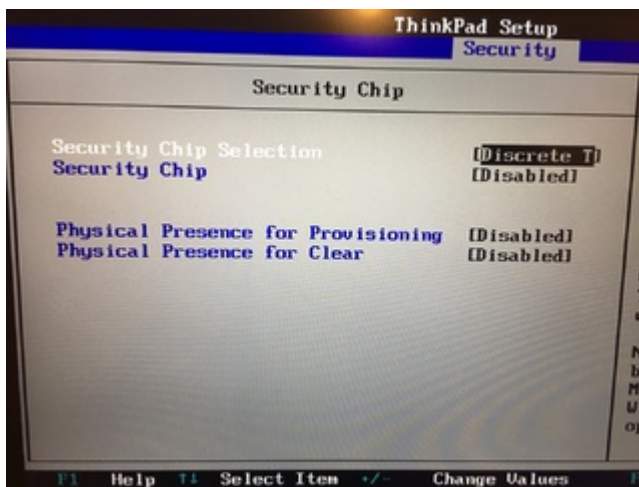 ThinkPad Setup
Security
Security Chip
Security Chip Selection [Discrete T]
Security Chip [Disabled]
Physical Presence for Provisioning [Disabled]
Physical Presence for Clear [Disabled]
F1 Help ↑↓ Select Item +/- Change Values